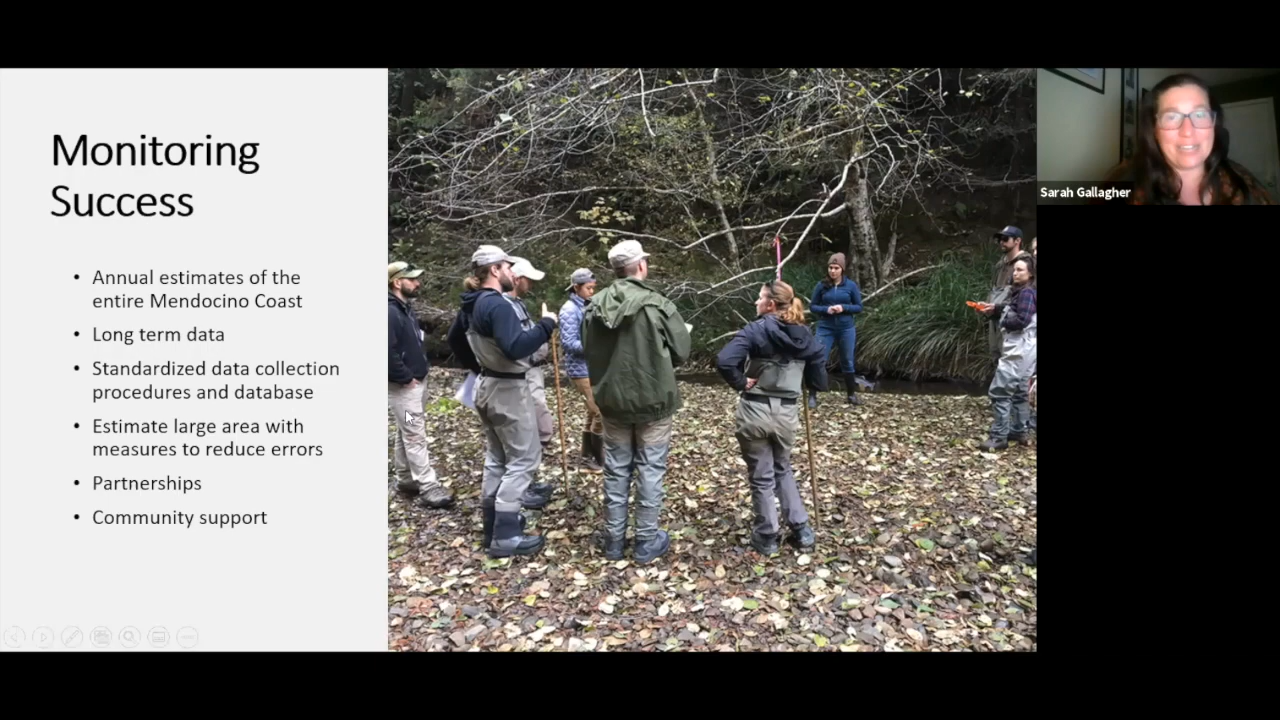 Monitoring
Success
• Annual estimates of the
entire Mendocino Coast
• Long term data
• Standardized data collection
procedures and database
• Estimate large area with
measures to reduce errors
• Partnerships
• Community support
Sarah Gallagher